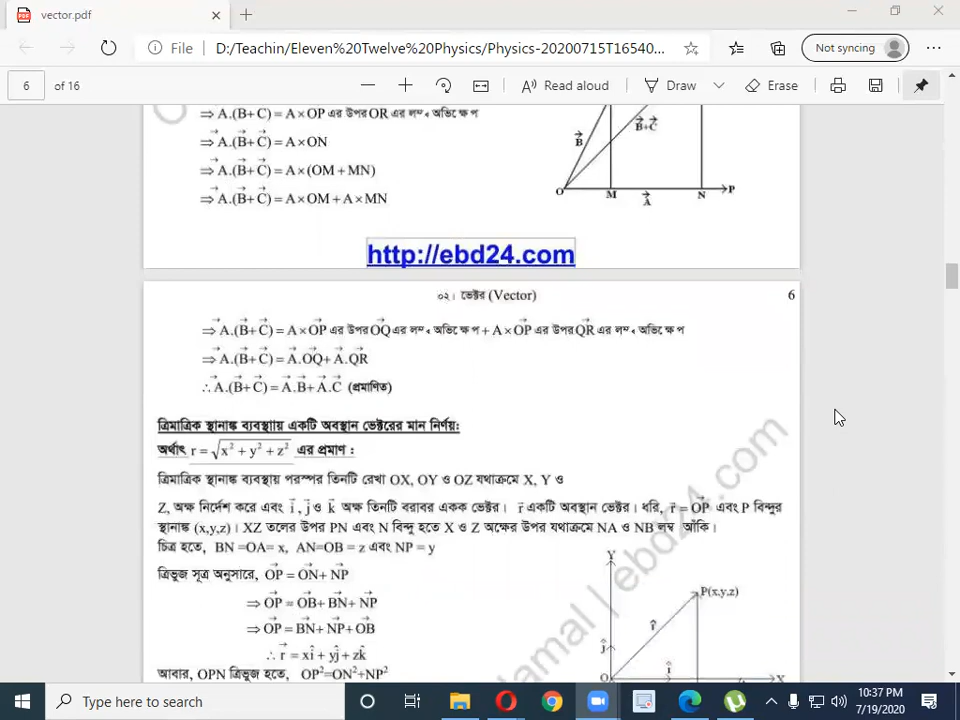 vector.pdf
File D:/Teachin/Eleven%20Twelve%20Physics/Physics-20200715T16540... Not syncing
6 of 16 Read aloud Draw Erase
⇒ A.(B+C) = A × OP এর উপর OR এর লম্ব অভিক্ষেপ
⇒ A.(B+C) = A × ON
⇒ A.(B+C) = A × (OM + MN)
⇒ A.(B+C) = A × OM + A × MN
B B+C
O M A N P
http://ebd24.com
০২। ভেক্টর (Vector) 6
⇒ A.(B+C) = A × OP এর উপর OQ এর লম্ব অভিক্ষেপ + A × OP এর উপর QR এর লম্ব অভিক্ষেপ
⇒ A.(B+C) = A.OQ + A.QR
∴ A.(B+C) = A.B + A.C (প্রমাণিত)
ত্রিমাত্রিক স্থানাঙ্ক ব্যবস্থায় একটি অবস্থান ভেক্টরের মান নির্ণয়:
অর্থাৎ r = √x² + y² + z² এর প্রমাণ :
ত্রিমাত্রিক স্থানাঙ্ক ব্যবস্থায় পরস্পর তিনটি রেখা OX, OY ও OZ যথাক্রমে X, Y ও
Z, অক্ষ নির্দেশ করে এবং i, j ও k অক্ষ তিনটি বরাবর একক ভেক্টর। r একটি অবস্থান ভেক্টর। ধরি, r = OP এবং P বিন্দুর
স্থানাঙ্ক (x,y,z)। XZ তলের উপর PN এবং N বিন্দু হতে X ও Z অক্ষের উপর যথাক্রমে NA ও NB লম্ব আঁকি।
চিত্র হতে, BN =OA= x, AN=OB = z এবং NP = y
ত্রিভুজ সূত্র অনুসারে, OP = ON + NP
⇒ OP = OB + BN + NP
⇒ OP = BN + NP + OB
∴ r = xî + yĵ + zk̂
আবার, OPN ত্রিভুজ হতে, OP²=ON²+NP²
Y
P(x,y,z)
r̂
ĵ
î
O X
lamal | ebd24.com
Type here to search 10:37 PM
7/19/2020